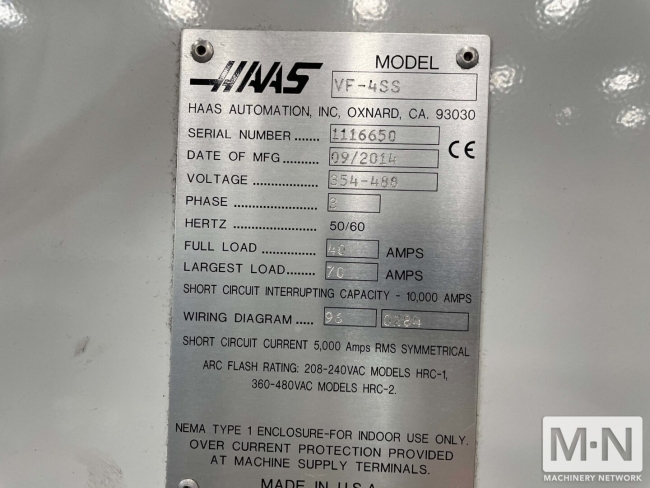 HAAS
MODEL
VF-4SS
HAAS AUTOMATION, INC, OXNARD, CA. 93030
SERIAL NUMBER ...... 1116650
DATE OF MFG ......... 09/2014
CE
VOLTAGE ................. 354-488
PHASE ....................
HERTZ ..................... 50/60
FULL LOAD ............. 40 AMPS
LARGEST LOAD........ 70 AMPS
SHORT CIRCUIT INTERRUPTING CAPACITY - 10,000 AMPS
WIRING DIAGRAM ..... 96
SHORT CIRCUIT CURRENT 5,000 Amps RMS SYMMETRICAL
ARC FLASH RATING: 208-240VAC MODELS HRC-1,
360-480VAC MODELS HRC-2.
NEMA TYPE 1 ENCLOSURE-FOR INDOOR USE ONLY.
OVER CURRENT PROTECTION PROVIDED
AT MACHINE SUPPLY TERMINALS.
MADE IN U.S.A.
M·N
MACHINERY NETWORK